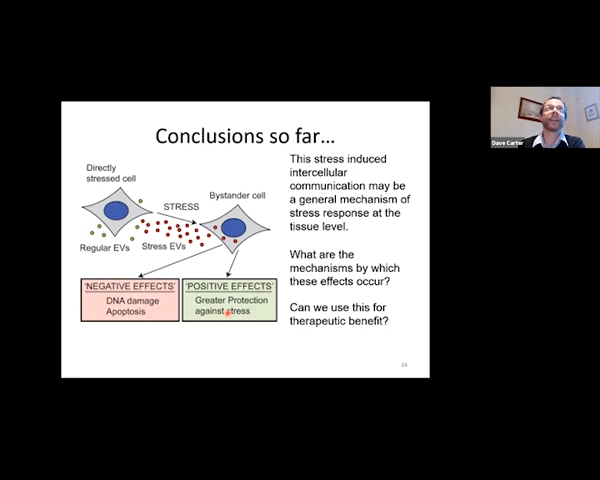 Conclusions so far...
Directly
stressed cell
STRESS
Bystander cell
Regular EVs
Stress EVs
'NEGATIVE EFFECTS'
DNA damage
Apoptosis
'POSITIVE EFFECTS'
Greater Protection
against stress
This stress induced
intercellular
communication may be
a general mechanism of
stress response at the
tissue level.
What are the
mechanisms by which
these effects occur?
Can we use this for
therapeutic benefit?
24
Dave Carter